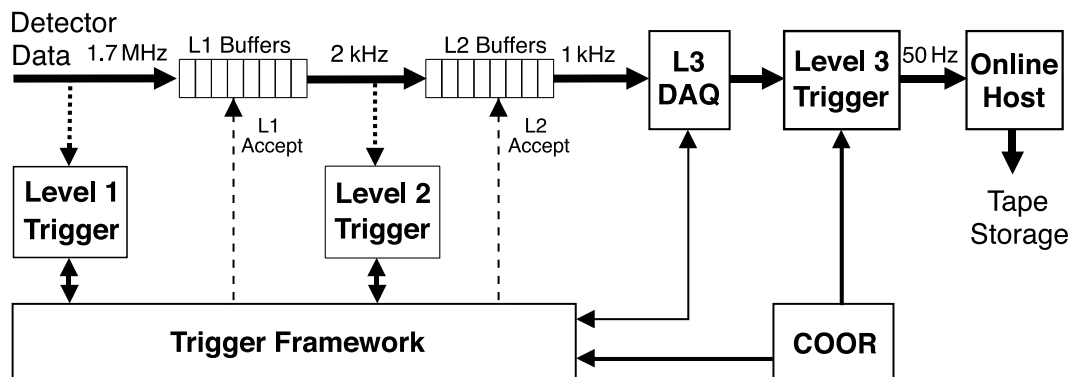 Detector
Data
1.7 MHz
L1 Buffers
2 kHz
L2 Buffers
1 kHz
L3
DAQ
Level 3
Trigger
50 Hz
Online
Host
L1
Accept
L2
Accept
Level 1
Trigger
Level 2
Trigger
Tape
Storage
Trigger Framework
COOR